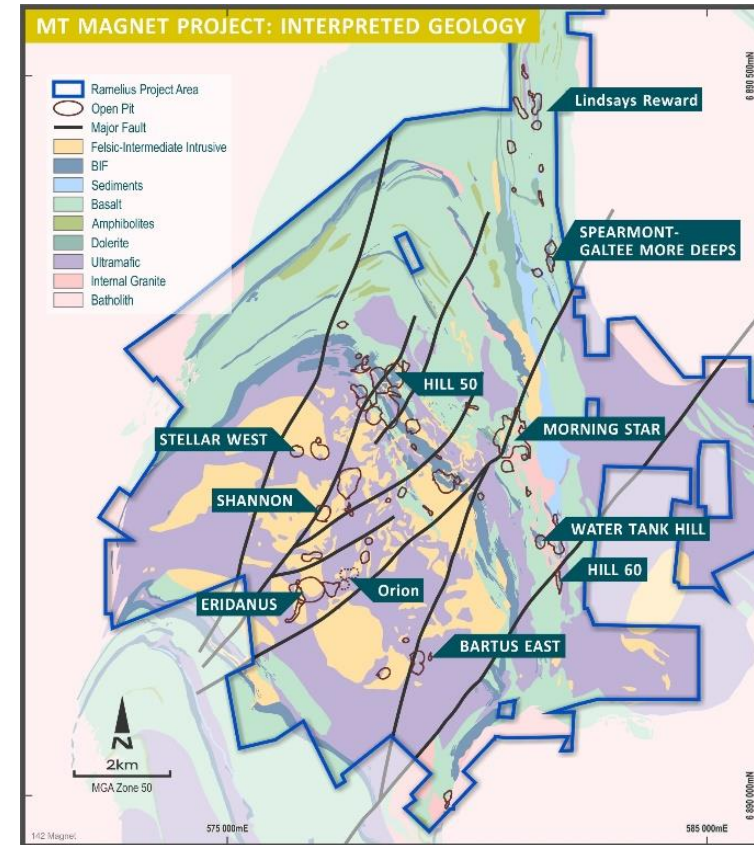 MT MAGNET PROJECT: INTERPRETED GEOLOGY
6 890 500mN
Ramelius Project Area
Open Pit
Major Fault
Felsic-Intermediate Intrusive
BIF
Sediments
Basalt
Amphibolites
Dolerite
Ultramafic
Internal Granite
Batholith
Lindsays Reward
SPEARMONT-
GALTEE MORE DEEPS
HILL 50
STELLAR WEST
MORNING STAR
SHANNON
WATER TANK HILL
HILL 60
Orion
ERIDANUS
BARTUS EAST
N
2km
MGA Zone 50
6 890 000mN
142 Magnet
575 000mE
585 000mE